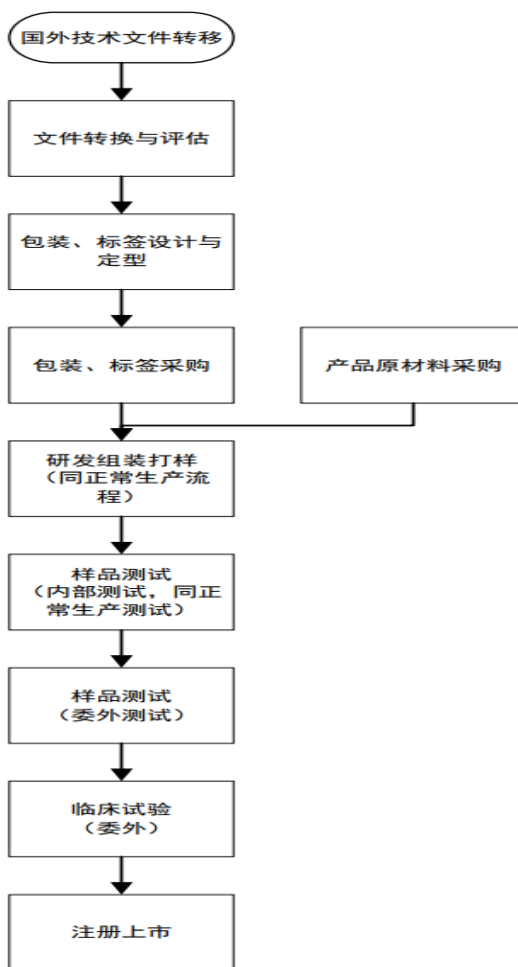 国外技术文件转移
文件转换与评估
包装、标签设计与
定型
包装、标签采购
产品原材料采购
研发组装打样
（同正常生产流
程）
样品测试
（内部测试，同正
常生产测试）
样品测试
（委外测试）
临床试验
（委外）
注册上市